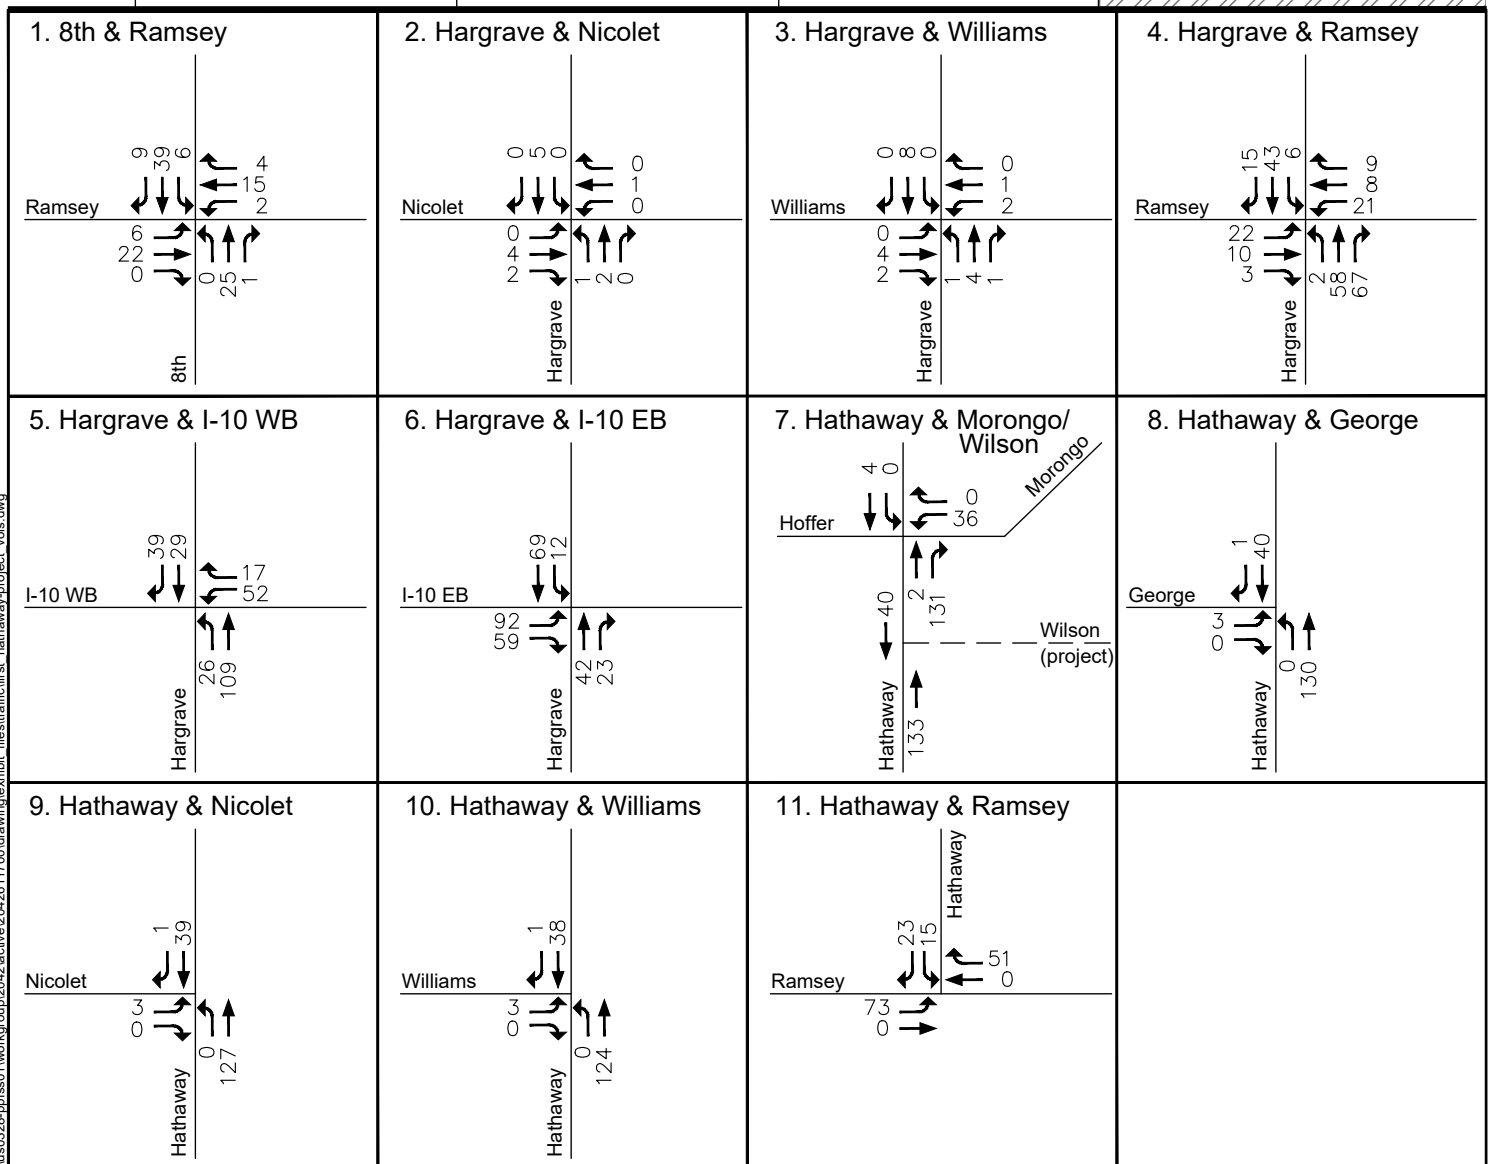 1. 8th & Ramsey
9 39 6
4
15
2
Ramsey
6
22
0
0 25 1
8th
2. Hargrave & Nicolet
0 5 0
0
1
0
Nicolet
0
4
2
1 2 0
Hargrave
3. Hargrave & Williams
0 8 0
0
1
2
Williams
0
4
2
1 4 1
Hargrave
4. Hargrave & Ramsey
15 43 6
9
8
21
Ramsey
22
10
3
2 58 67
Hargrave
5. Hargrave & I-10 WB
39 29
17
52
I-10 WB
26 109
Hargrave
6. Hargrave & I-10 EB
69 12
I-10 EB
92
59
42 23
Hargrave
7. Hathaway & Morongo/
Wilson
Morongo
4 0
0
36
Hoffer
2 131
40
Wilson
(project)
133
Hathaway
8. Hathaway & George
1 40
George
3
0
0 130
Hathaway
9. Hathaway & Nicolet
1 39
Nicolet
3
0
0 127
Hathaway
10. Hathaway & Williams
1 38
Williams
3
0
0 124
Hathaway
11. Hathaway & Ramsey
Hathaway
23 15
51
0
Ramsey
73
0